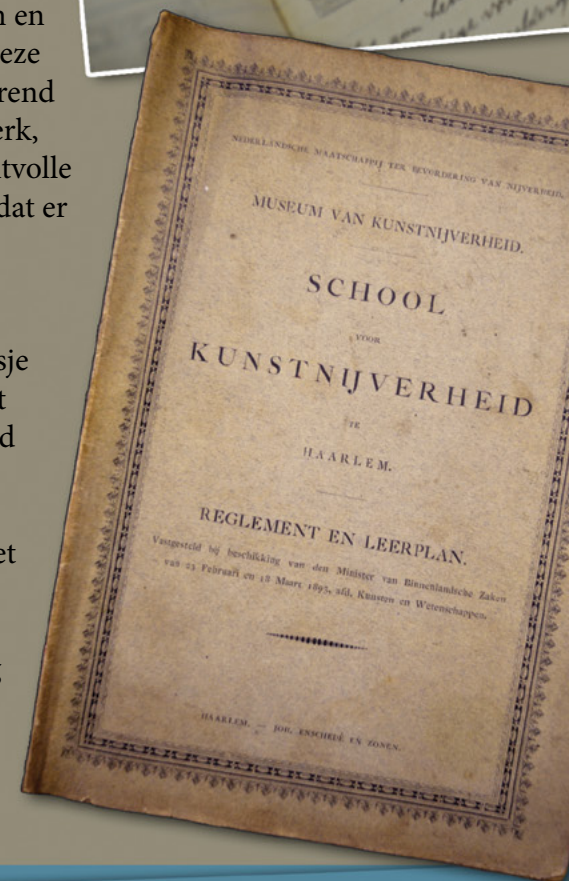 n en
eze
rend
erk,
tvolle
dat er
sje
t
d
et
NEDERLANDSCHE MAATSCHAPPIJ TER BEVORDERING VAN NIJVERHEID.
MUSEUM VAN KUNSTNIJVERHEID.
SCHOOL
VOOR
KUNSTNIJVERHEID
TE
HAARLEM.
REGLEMENT EN LEERPLAN.
Vastgesteld bij beschikking van den Minister van Binnenlandsche Zaken
van 23 Februari en 18 Maart 1895, afd. Kunsten en Wetenschappen.
HAARLEM. — JOH. ENSCHEDÉ EN ZONEN.